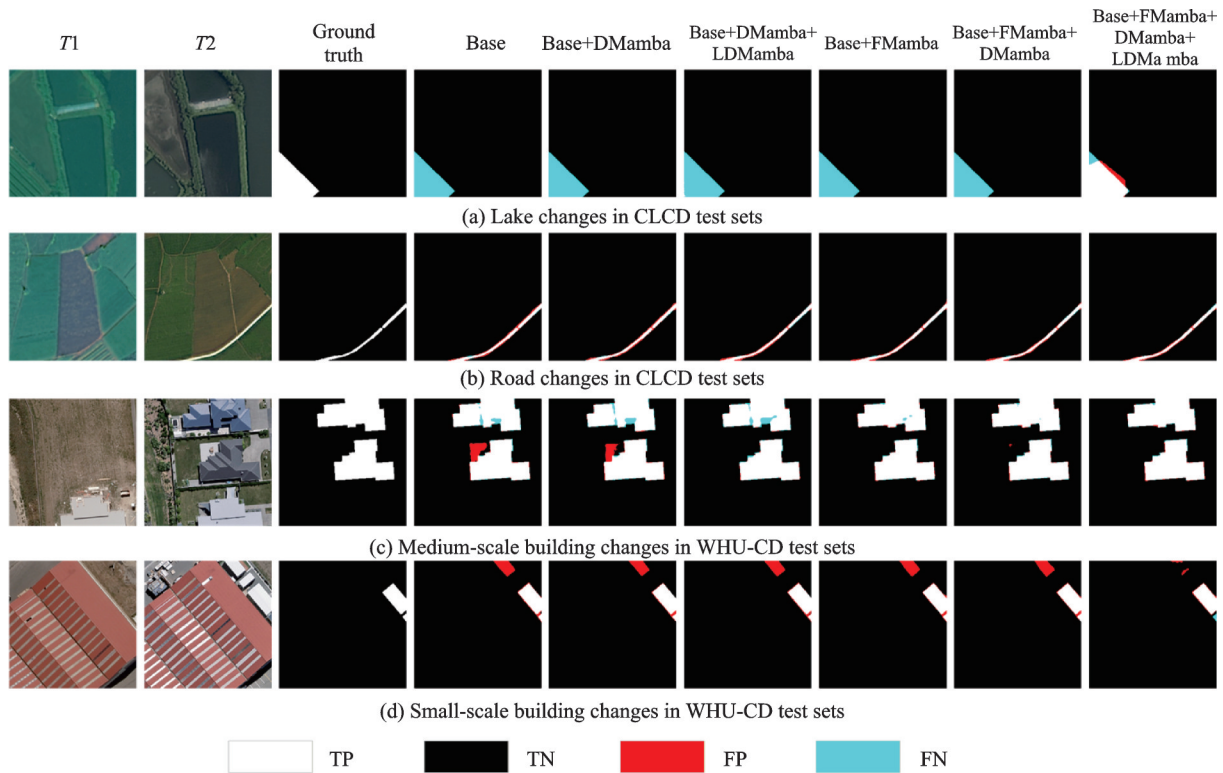 T1
T2
Ground
truth
Base
Base+DMamba
Base+DMamba+
LDMamba
Base+FMamba
Base+FMamba+
DMamba
Base+FMamba+
DMamba+
LDMa mba
(a) Lake changes in CLCD test sets
(b) Road changes in CLCD test sets
(c) Medium-scale building changes in WHU-CD test sets
(d) Small-scale building changes in WHU-CD test sets
TP
TN
FP
FN